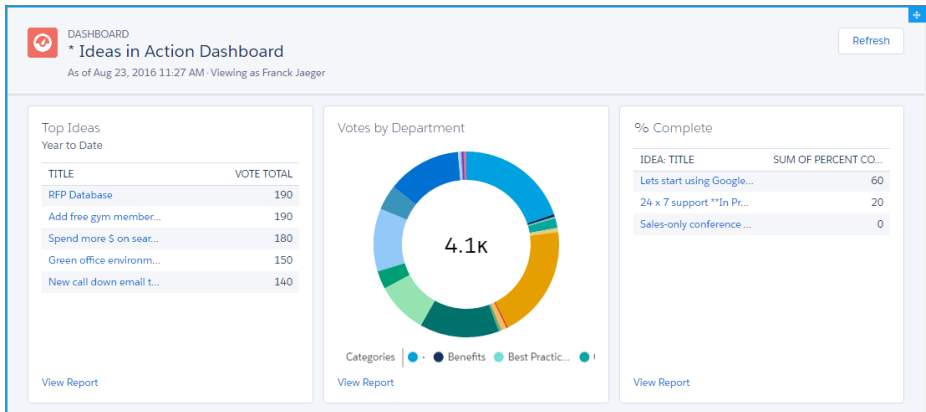 DASHBOARD
* Ideas in Action Dashboard
As of Aug 23, 2016 11:27 AM·Viewing as Franck Jaeger
Refresh
Top Ideas
Year to Date
TITLE VOTE TOTAL
RFP Database 190
Add free gym member... 190
Spend more $ on sear... 180
Green office environm... 150
New call down email t... 140
View Report
Votes by Department
4.1K
Categories - Benefits Best Practic...
View Report
% Complete
IDEA: TITLE SUM OF PERCENT CO...
Lets start using Google... 60
24 x 7 support **In Pr... 20
Sales-only conference ... 0
View Report